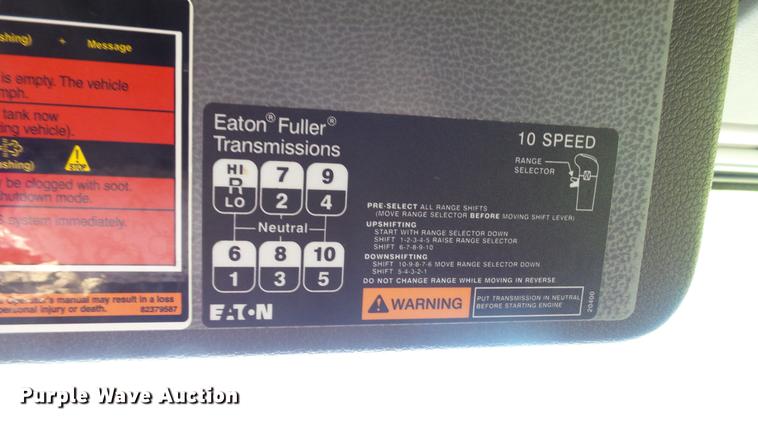 shing) + Message
is empty. The vehicle
mph.
tank now
ing vehicle).
STOP
shing)
be clogged with soot.
hutdown mode.
system immediately.
Operator's manual may result in a loss
personal injury or death. 82379587
Eaton® Fuller®
Transmissions
10 SPEED
RANGE
SELECTOR
HI 7 9
R
LO 2 4
Neutral
6 8 10
1 3 5
EATON
PRE-SELECT ALL RANGE SHIFTS
(MOVE RANGE SELECTOR BEFORE MOVING SHIFT LEVER)
UPSHIFTING
START WITH RANGE SELECTOR DOWN
SHIFT 1-2-3-4-5 RAISE RANGE SELECTOR
SHIFT 6-7-8-9-10
DOWNSHIFTING
SHIFT 10-9-8-7-6 MOVE RANGE SELECTOR DOWN
SHIFT 5-4-3-2-1
DO NOT CHANGE RANGE WHILE MOVING IN REVERSE
WARNING
PUT TRANSMISSION IN NEUTRAL
BEFORE STARTING ENGINE
20400
Purple Wave Auction